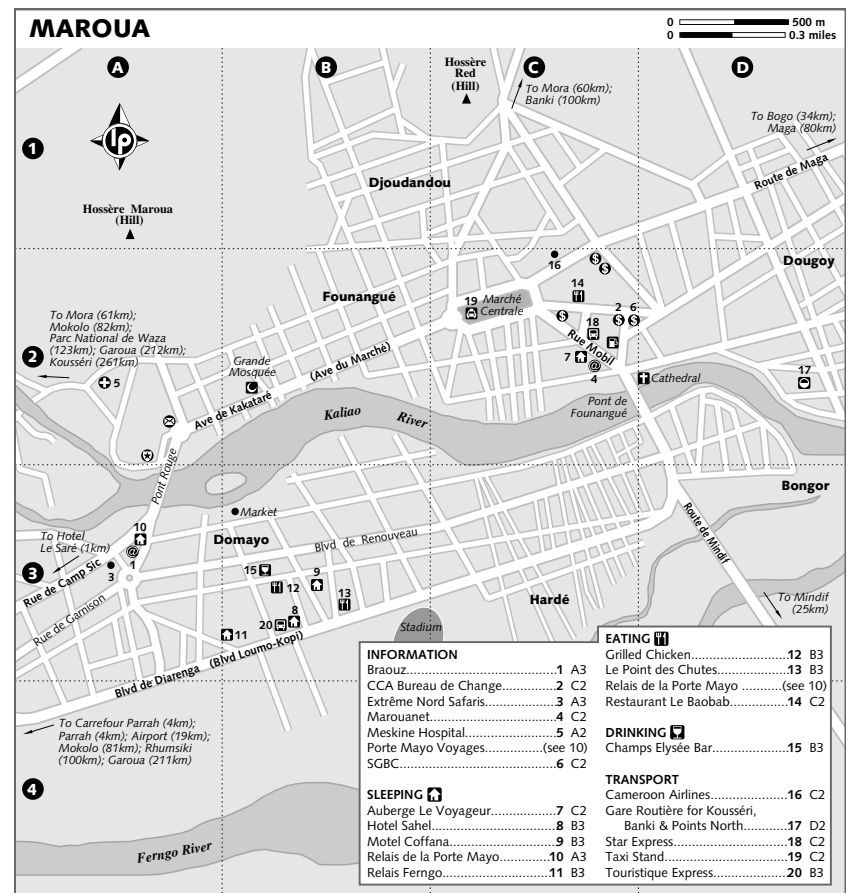 MAROUA
0 500 m
0 0.3 miles
A
B
C
D
Hossère
Red
(Hill)
To Mora (60km);
Banki (100km)
To Bogo (34km);
Maga (80km)
lp
1
Route de Maga
Djoudandou
Hossère Maroua
(Hill)
16
Dougoy
14
Founangué
19
Marché
Centrale
2 6
To Mora (61km);
Mokolo (82km);
Parc National de Waza
(123km); Garoua (212km);
Kousséri (261km)
18
Rue Mobil
2
Grande
Mosquée
(Ave du Marché)
7
4
Cathedral
17
5
Ave de Kakataré
Kaliao River
Pont de
Founangué
Pont Rouge
Bongor
Market
To Hotel
Le Saré (1km)
10
Domayo
Blvd de Renouveau
Route de Mindif
3
1
3
Rue de Camp Sic
15
9
12
13
Rue de Garnison
Hardé
To Mindif
(25km)
8
20
11
Stadium
Blvd de Diarenga (Blvd Loumo-Kopi)
To Carrefour Parrah (4km);
Parrah (4km); Airport (19km);
Mokolo (81km); Rhumsiki
(100km); Garoua (211km)
4
Ferngo River
INFORMATION
Braouz 1 A3
CCA Bureau de Change 2 C2
Extrême Nord Safaris 3 A3
Marouanet 4 C2
Meskine Hospital 5 A2
Porte Mayo Voyages (see 10)
SGBC 6 C2
SLEEPING
Auberge Le Voyageur 7 C2
Hotel Sahel 8 B3
Motel Coffana 9 B3
Relais de la Porte Mayo 10 A3
Relais Ferngo 11 B3
EATING
Grilled Chicken 12 B3
Le Point des Chutes 13 B3
Relais de la Porte Mayo (see 10)
Restaurant Le Baobab 14 C2
DRINKING
Champs Elysée Bar 15 B3
TRANSPORT
Cameroon Airlines 16 C2
Gare Routière for Kousséri,
Banki & Points North 17 D2
Star Express 18 C2
Taxi Stand 19 C2
Touristique Express 20 B3